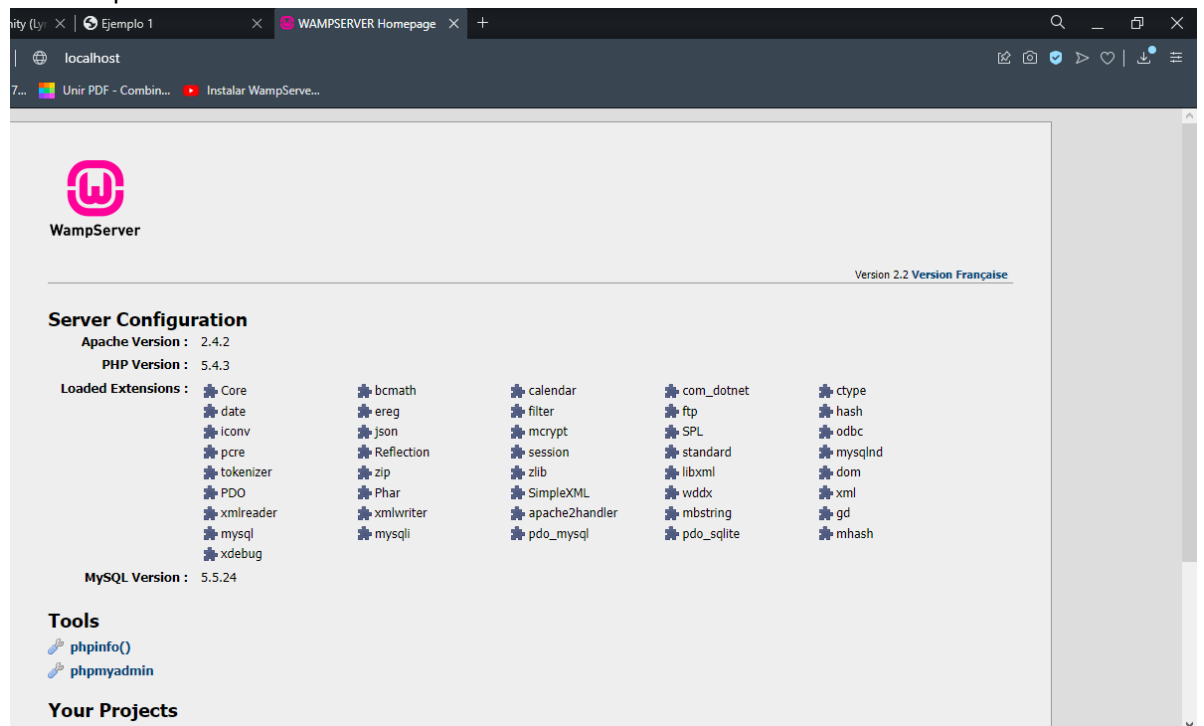 nity (Lyr Ejemplo 1 WAMPSERVER Homepage
localhost
7... Unir PDF - Combin... Instalar WampServe...
WampServer
Version 2.2 Version Française
Server Configuration
Apache Version : 2.4.2
PHP Version : 5.4.3
Loaded Extensions : Core bcmath calendar com_dotnet ctype
date ereg filter ftp hash
iconv json mcrypt SPL odbc
pcre Reflection session standard mysqlnd
tokenizer zip zlib libxml dom
PDO Phar SimpleXML wddx xml
xmlreader xmlwriter apache2handler mbstring gd
mysql mysqli pdo_mysql pdo_sqlite mhash
xdebug
MySQL Version : 5.5.24
Tools
phpinfo()
phpmyadmin
Your Projects